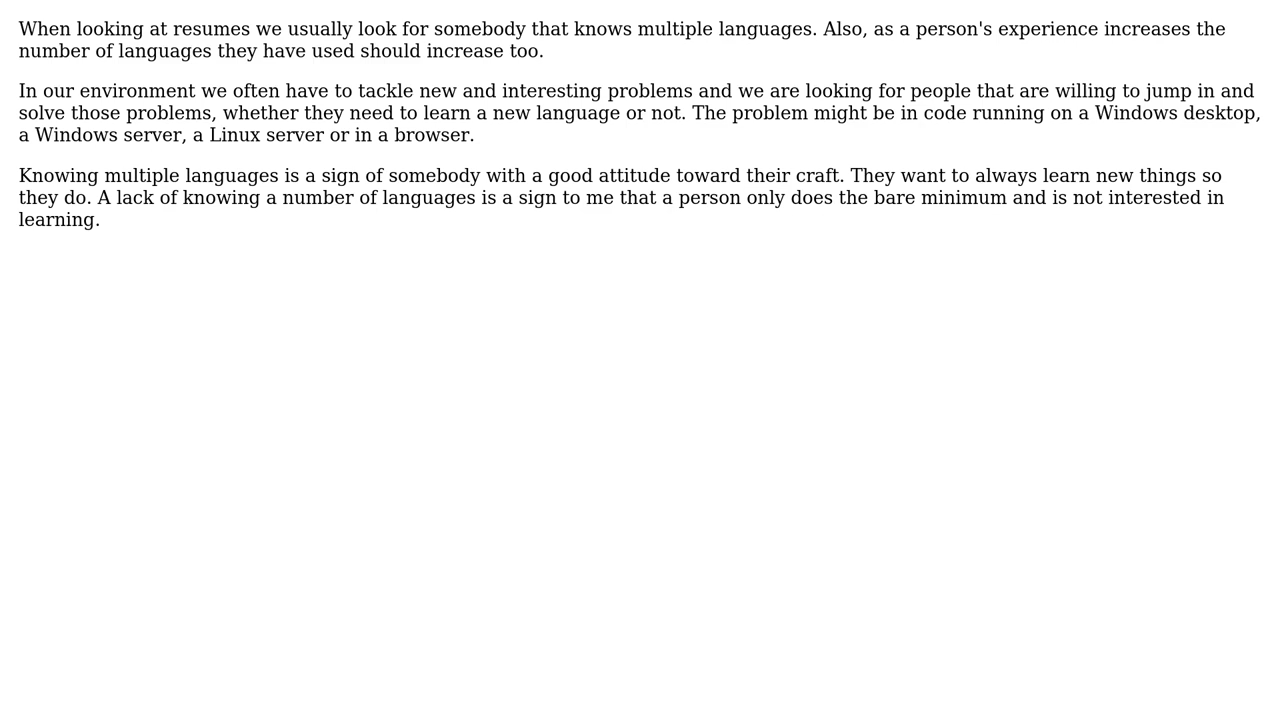 When looking at resumes we usually look for somebody that knows multiple languages. Also, as a person's experience increases the
number of languages they have used should increase too.
In our environment we often have to tackle new and interesting problems and we are looking for people that are willing to jump in and
solve those problems, whether they need to learn a new language or not. The problem might be in code running on a Windows desktop,
a Windows server, a Linux server or in a browser.
Knowing multiple languages is a sign of somebody with a good attitude toward their craft. They want to always learn new things so
they do. A lack of knowing a number of languages is a sign to me that a person only does the bare minimum and is not interested in
learning.